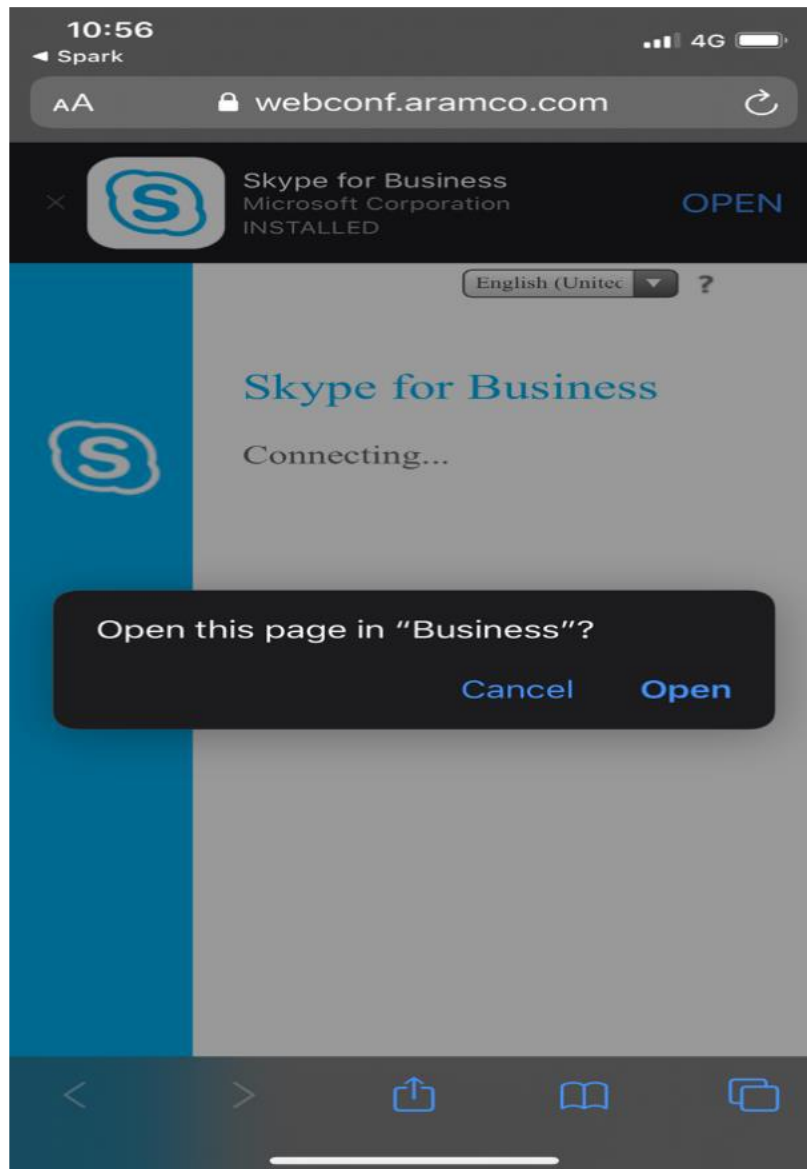 10:56
◄ Spark
4G
AA
webconf.aramco.com
Skype for Business
Microsoft Corporation
INSTALLED
OPEN
English (Unitec
?
Skype for Business
Connecting...
Open this page in “Business”?
Cancel
Open